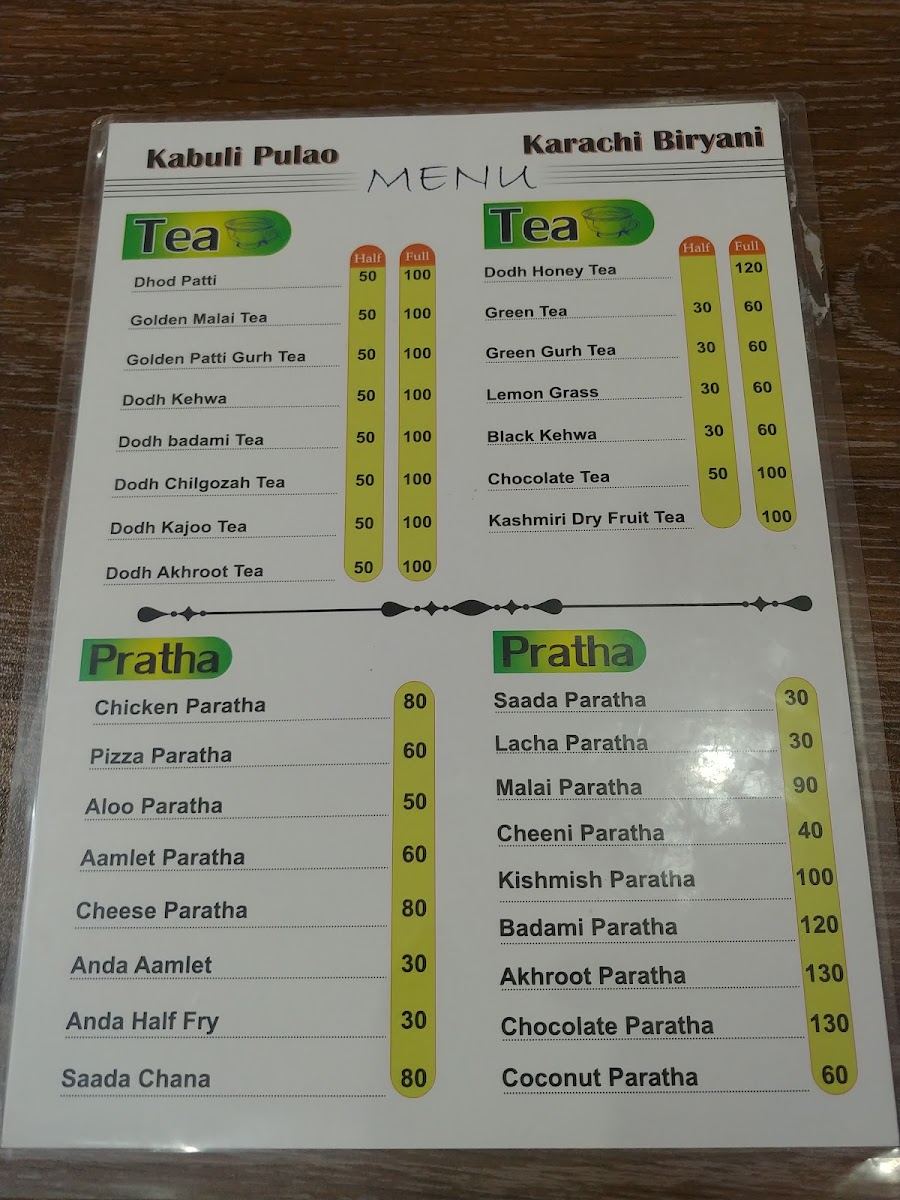 Kabuli Pulao
Karachi Biryani
MENU
Tea
Half Full
Dhod Patti 50 100
Golden Malai Tea 50 100
Golden Patti Gurh Tea 50 100
Dodh Kehwa 50 100
Dodh badami Tea 50 100
Dodh Chilgozah Tea 50 100
Dodh Kajoo Tea 50 100
Dodh Akhroot Tea 50 100
Tea
Half Full
Dodh Honey Tea 120
Green Tea 30 60
Green Gurh Tea 30 60
Lemon Grass 30 60
Black Kehwa 30 60
Chocolate Tea 50 100
Kashmiri Dry Fruit Tea 100
Pratha
Chicken Paratha 80
Pizza Paratha 60
Aloo Paratha 50
Aamlet Paratha 60
Cheese Paratha 80
Anda Aamlet 30
Anda Half Fry 30
Saada Chana 80
Pratha
Saada Paratha 30
Lacha Paratha 30
Malai Paratha 90
Cheeni Paratha 40
Kishmish Paratha 100
Badami Paratha 120
Akhroot Paratha 130
Chocolate Paratha 130
Coconut Paratha 60